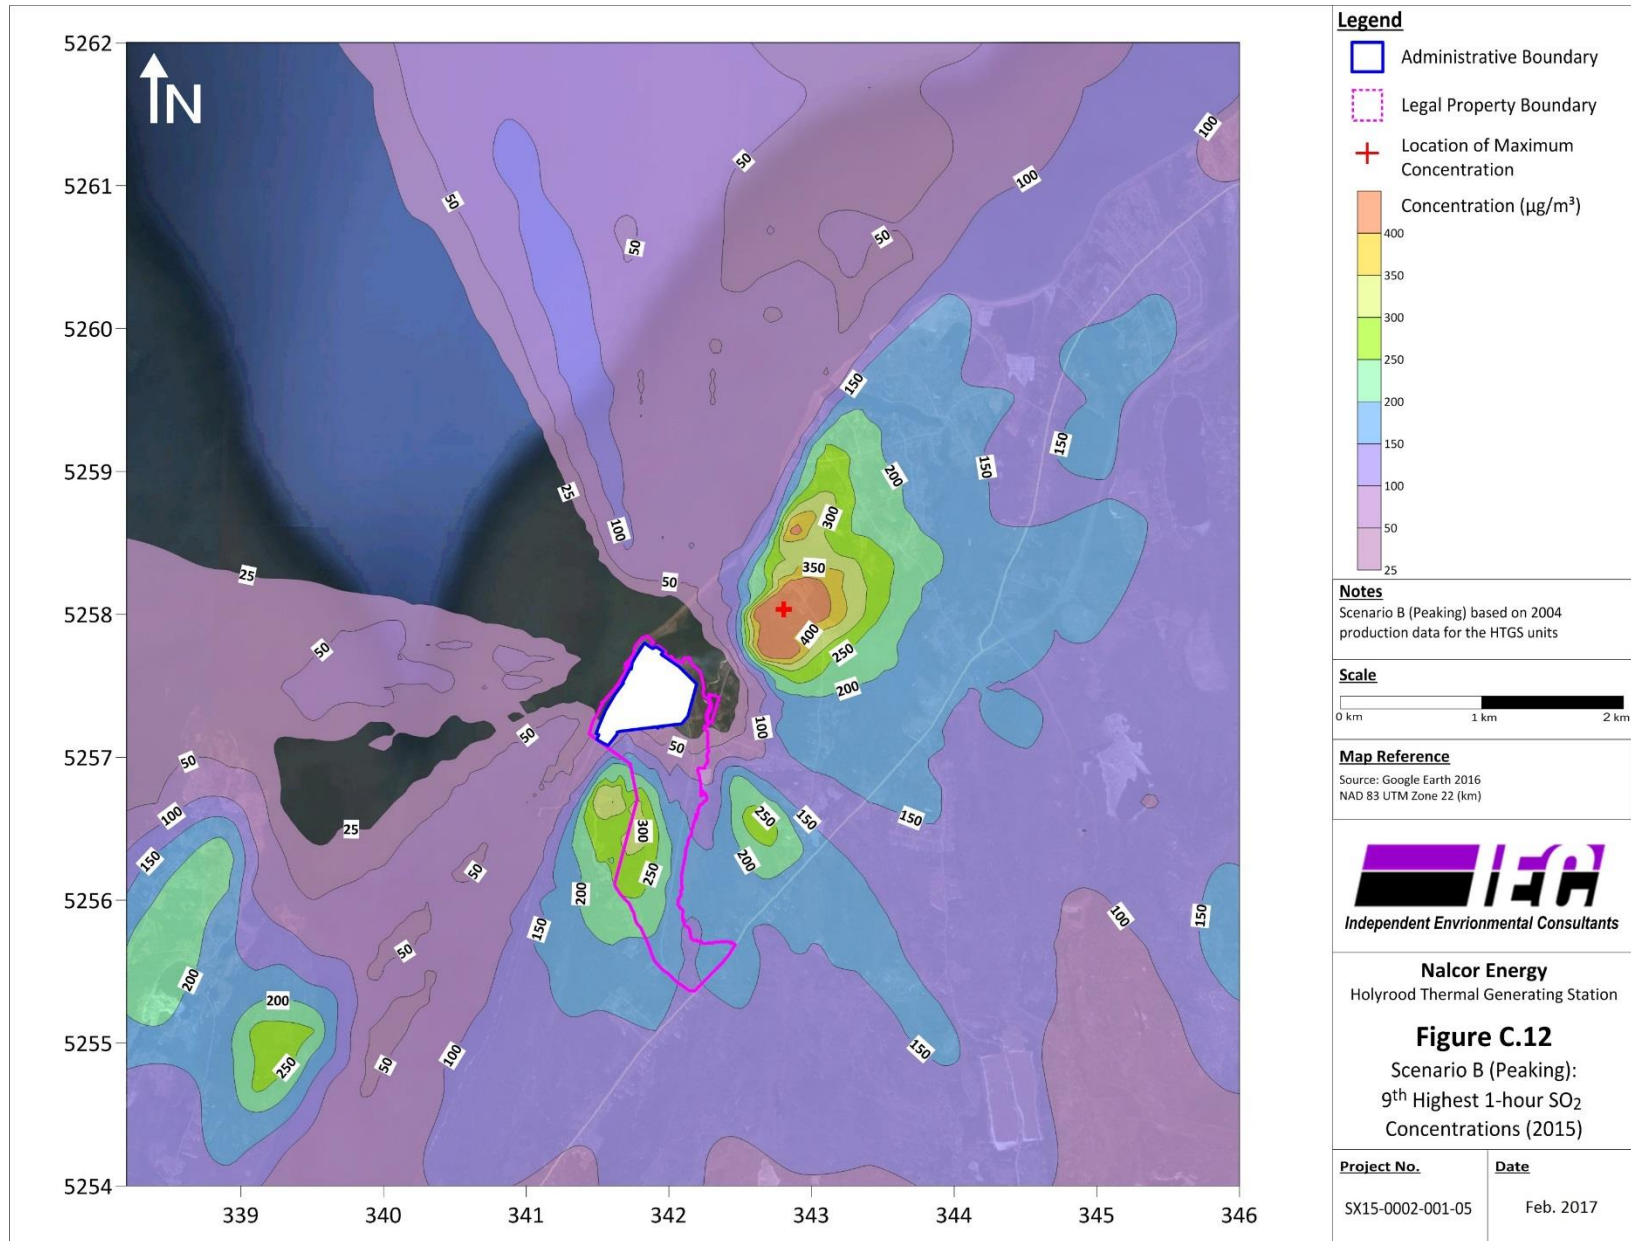 5262
5261
5260
5259
5258
5257
5256
5255
5254
339
340
341
342
343
344
345
346
N
50
50
100
100
50
50
25
100
50
150
200
150
150
300
350
400
250
200
25
50
50
50
100
50
100
150
25
50
200
200
250
50
50
100
150
200
250
300
250
200
150
150
150
100
150
Legend
Administrative Boundary
Legal Property Boundary
Location of Maximum
Concentration
Concentration (µg/m³)
400
350
300
250
200
150
100
50
25
Notes
Scenario B (Peaking) based on 2004
production data for the HTGS units
Scale
0 km 1 km 2 km
Map Reference
Source: Google Earth 2016
NAD 83 UTM Zone 22 (km)
IEC
Independent Envrionmental Consultants
Nalcor Energy
Holyrood Thermal Generating Station
Figure C.12
Scenario B (Peaking):
9th Highest 1-hour SO2
Concentrations (2015)
Project No. Date
SX15-0002-001-05 Feb. 2017